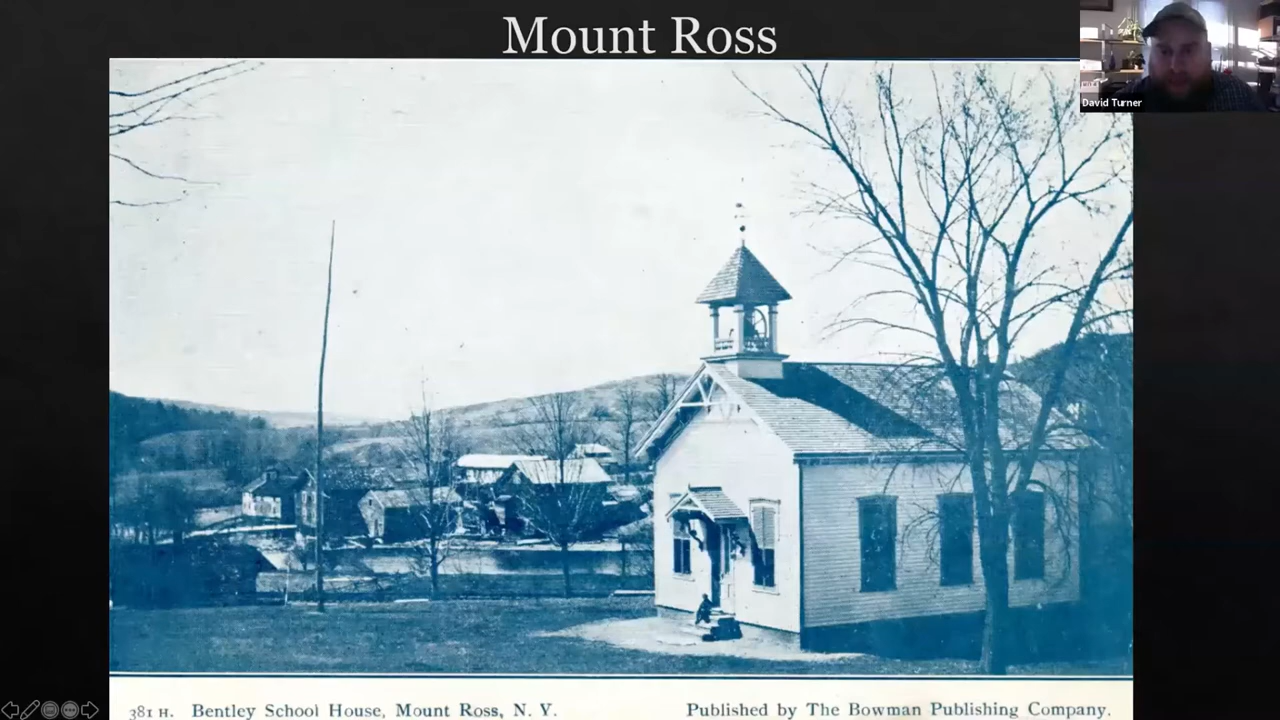 Mount Ross
David Turner
381 H. Bentley School House, Mount Ross, N. Y. Published by The Bowman Publishing Company.